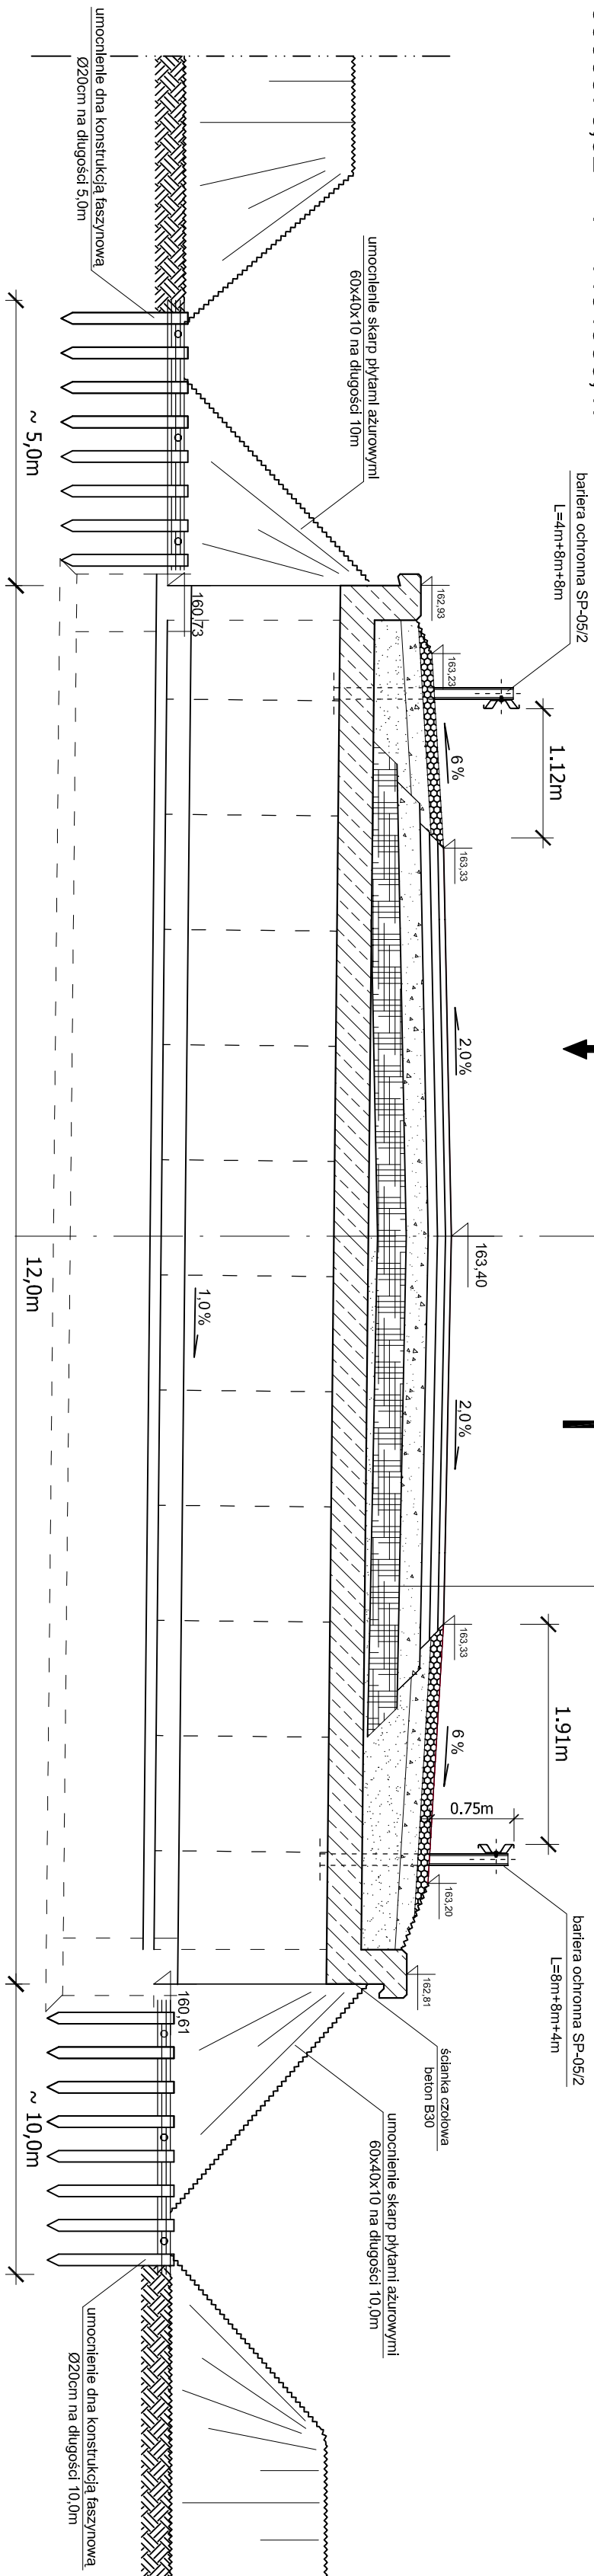 umocnienie dna konstrukcją faszynową
Ø20cm na długości 5,0m
~ 5,0m
umocnienie skarp płytami ażurowymi
60x40x10 na długości 10m
bariera ochronna SP-05/2
L=4m+8m+8m
162,93
160,73
163,23
1.12m
6%
163,33
2,0%
163,40
12,0m
1,0%
2,0%
163,33
1.91m
6%
0.75m
163,20
bariera ochronna SP-05/2
L=8m+8m+4m
162,81
160,61
ścianka czołowa
beton B30
umocnienie skarp płytami ażurowymi
60x40x10 na długości 10,0m
~ 10,0m
umocnienie dna konstrukcją faszynową
Ø20cm na długości 10,0m